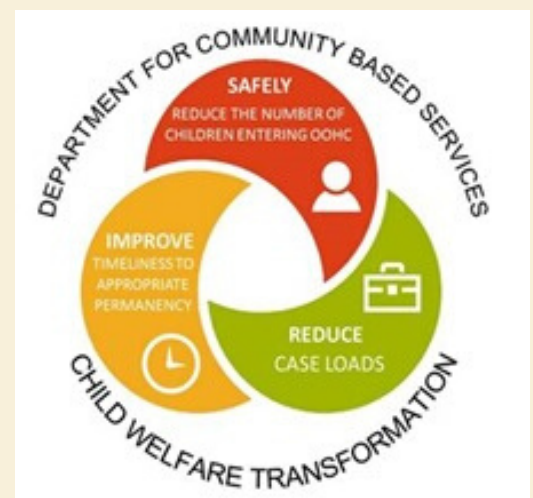 DEPARTMENT FOR COMMUNITY BASED SERVICES
SAFELY
REDUCE THE NUMBER OF
CHILDREN ENTERING OOHC
IMPROVE
TIMELINESS TO
APPROPRIATE
PERMANENCY
REDUCE
CASE LOADS
CHILD WELFARE TRANSFORMATION